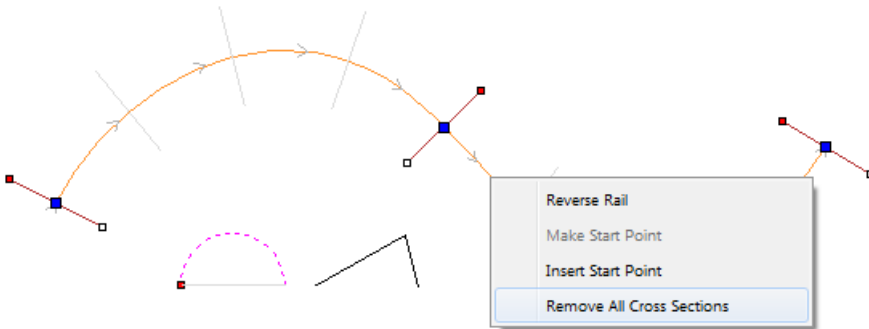 Reverse Rail
Make Start Point
Insert Start Point
Remove All Cross Sections